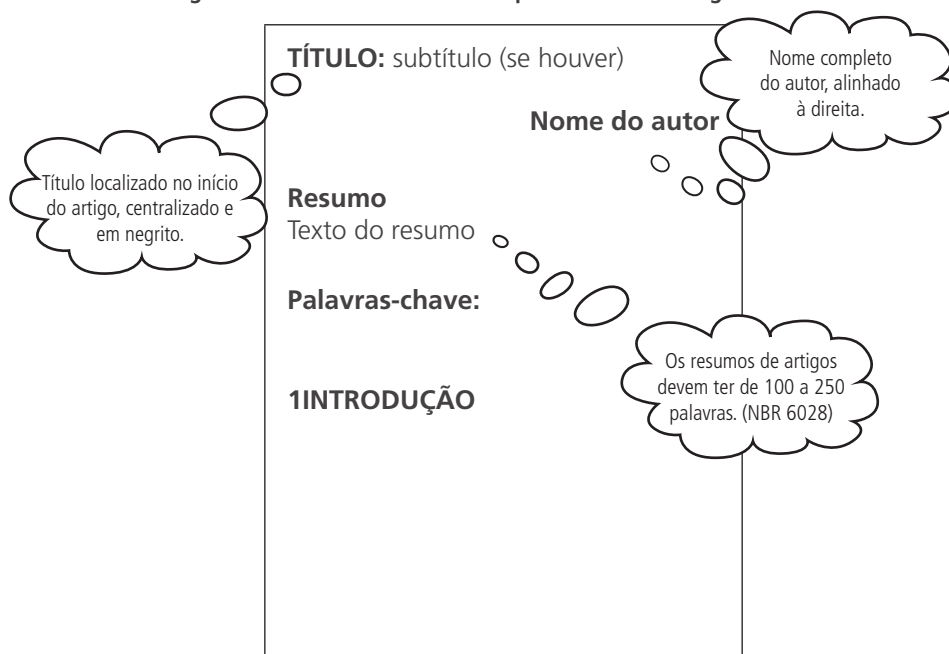 TÍTULO: subtítulo (se houver)
Nome completo
do autor, alinhado
à direita.
Nome do autor
Título localizado no início
do artigo, centralizado e
em negrito.
Resumo
Texto do resumo
Palavras-chave:
Os resumos de artigos
devem ter de 100 a 250
palavras. (NBR 6028)
1INTRODUÇÃO